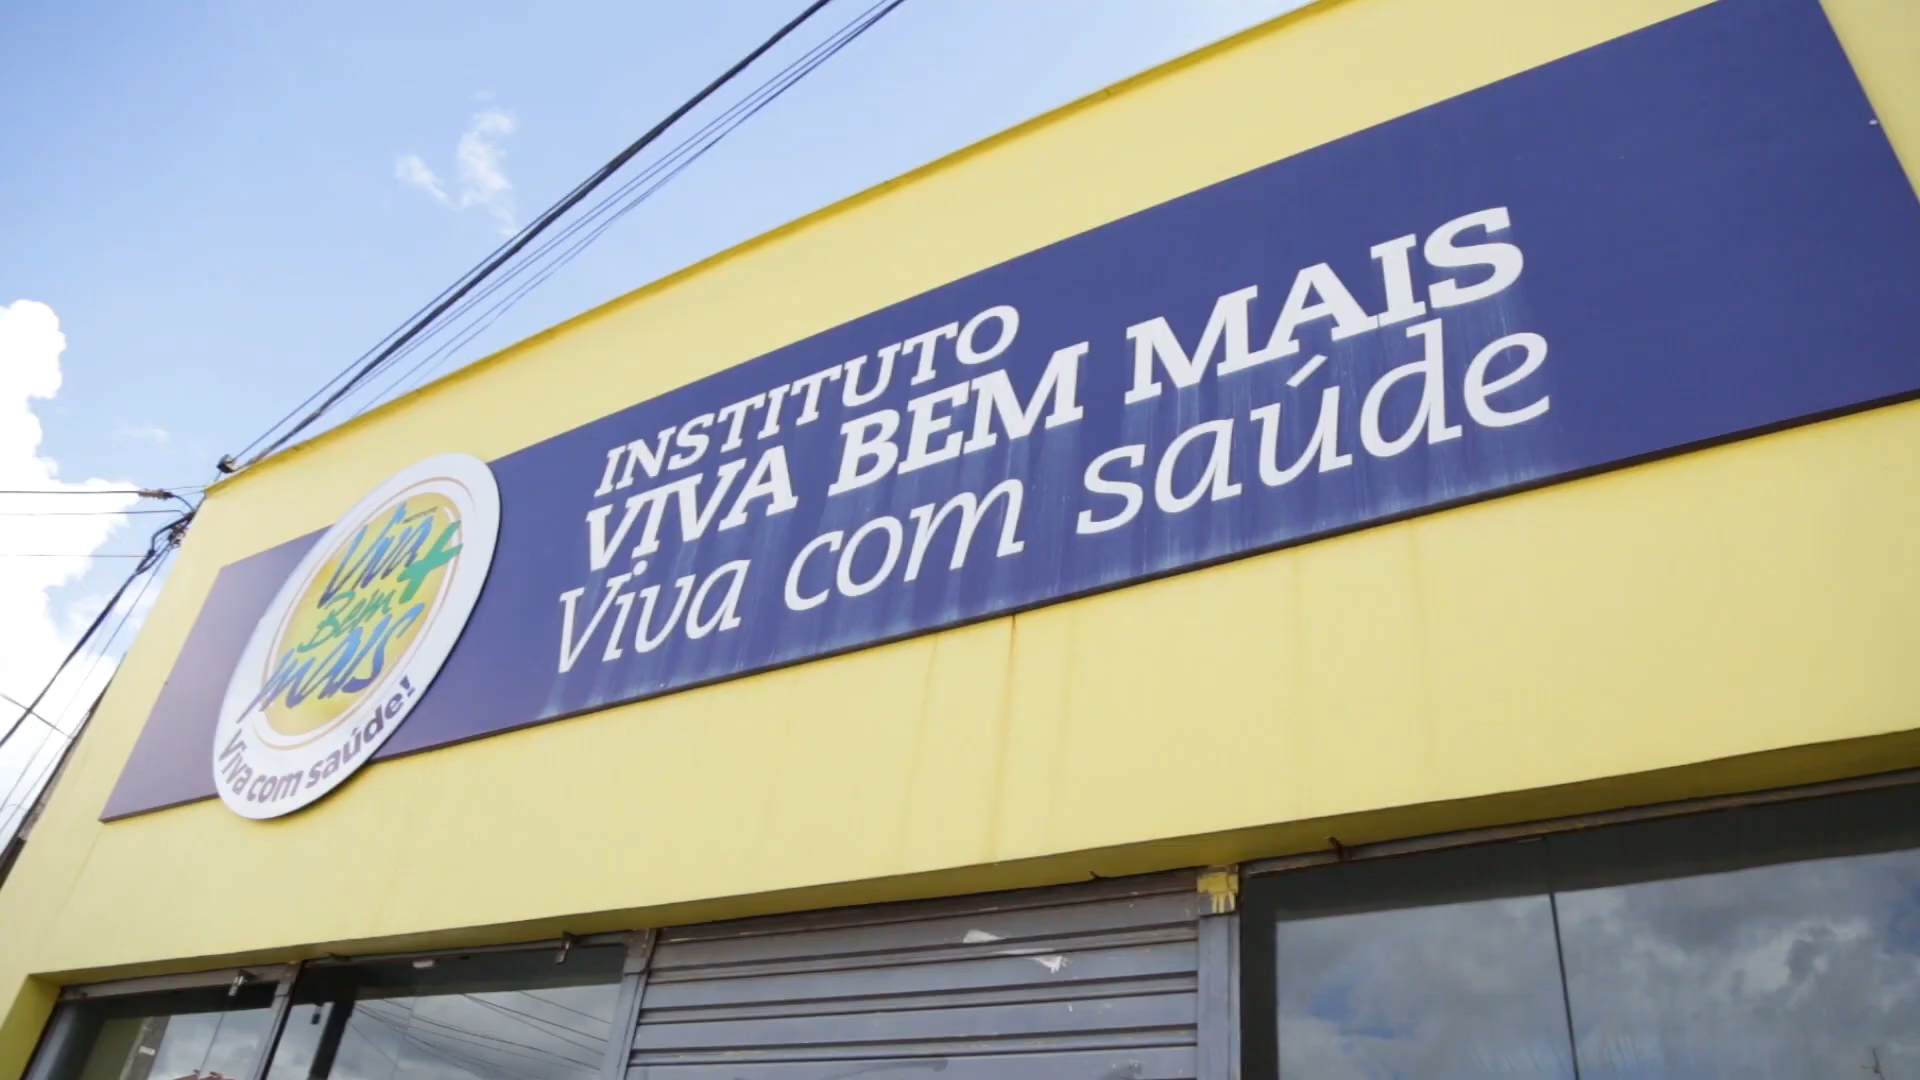 INSTITUTO
VIVA BEM MAIS
Viva com saúde
Viva+
Bem
mais
Viva com saúde!